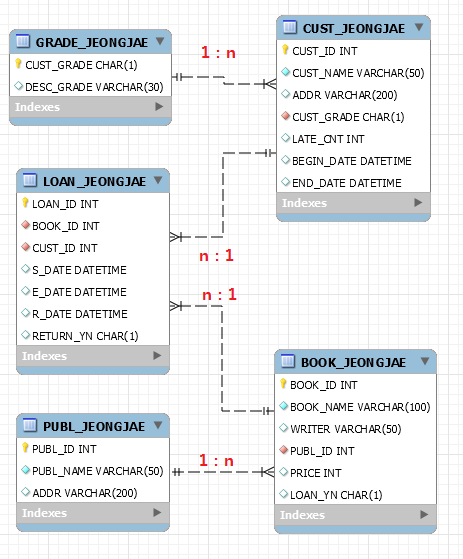 GRADE_JEONGJAE
CUST_GRADE CHAR(1)
DESC_GRADE VARCHAR(30)
Indexes
1 : n
CUST_JEONGJAE
CUST_ID INT
CUST_NAME VARCHAR(50)
ADDR VARCHAR(200)
CUST_GRADE CHAR(1)
LATE_CNT INT
BEGIN_DATE DATETIME
END_DATE DATETIME
Indexes
LOAN_JEONGJAE
LOAN_ID INT
BOOK_ID INT
CUST_ID INT
S_DATE DATETIME
E_DATE DATETIME
R_DATE DATETIME
RETURN_YN CHAR(1)
Indexes
n : 1
n : 1
BOOK_JEONGJAE
BOOK_ID INT
BOOK_NAME VARCHAR(100)
WRITER VARCHAR(50)
PUBL_ID INT
PRICE INT
LOAN_YN CHAR(1)
Indexes
PUBL_JEONGJAE
PUBL_ID INT
PUBL_NAME VARCHAR(50)
ADDR VARCHAR(200)
Indexes
1 : n